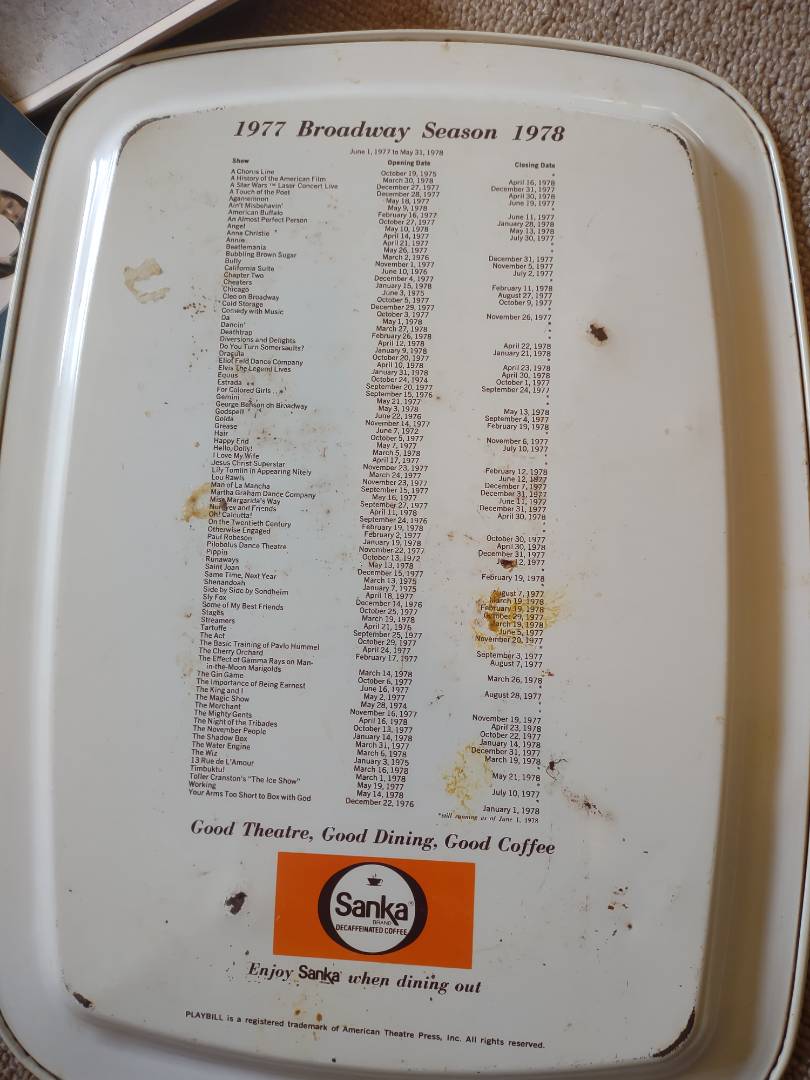 1977 Broadway Season 1978
June 1, 1977 to May 31, 1978
Show Opening Date Closing Date
A Chorus Line October 19, 1975 *
A History of the American Film March 30, 1978 April 16, 1978
A Star Wars™ Laser Concert Live December 27, 1977 December 31, 1977
A Touch of the Poet December 28, 1977 April 30, 1978
Agamemnon May 18, 1977 June 19, 1977
Ain't Misbehavin' May 9, 1978 *
American Buffalo February 16, 1977 June 11, 1977
An Almost Perfect Person October 27, 1977 January 28, 1978
Angel May 10, 1978 May 13, 1978
Anna Christie April 14, 1977 July 30, 1977
Annie April 21, 1977 *
Beatlemania May 26, 1977 *
Bubbling Brown Sugar March 2, 1976 December 31, 1977
Bully November 1, 1977 November 5, 1977
California Suite June 10, 1976 July 2, 1977
Chapter Two December 4, 1977 *
Cheaters January 15, 1978 February 11, 1978
Chicago June 3, 1975 August 27, 1977
Cleo on Broadway October 5, 1977 October 9, 1977
Cold Storage December 29, 1977 *
Comedy with Music October 3, 1977 November 26, 1977
Da May 1, 1978 *
Dancin' March 27, 1978 *
Deathtrap February 26, 1978 *
Diversions and Delights April 12, 1978 April 22, 1978
Do You Turn Somersaults? January 9, 1978 January 21, 1978
Dracula October 20, 1977 *
Eliot Feld Dance Company April 10, 1978 April 23, 1978
Elvis The Legend Lives January 31, 1978 April 30, 1978
Equus October 24, 1974 October 1, 1977
Estrada September 20, 1977 September 24, 1977
For Colored Girls . . . September 15, 1976 *
Gemini May 21, 1977 *
George Benson on Broadway May 3, 1978 May 13, 1978
Godspell June 22, 1976 September 4, 1977
Golda November 14, 1977 February 19, 1978
Grease June 7, 1972 *
Hair October 5, 1977 November 6, 1977
Happy End May 7, 1977 July 10, 1977
Hello, Dolly! March 5, 1978 *
I Love My Wife April 17, 1977 *
Jesus Christ Superstar November 23, 1977 February 12, 1978
Lily Tomlin in Appearing Nitely March 24, 1977 June 12, 1977
Lou Rawls November 23, 1977 December 7, 1977
Man of La Mancha September 15, 1977 December 31, 1977
Martha Graham Dance Company May 16, 1977 June 11, 1977
Miss Margarida's Way September 27, 1977 December 31, 1977
Nureyev and Friends April 11, 1978 April 30, 1978
Oh! Calcutta! September 24, 1976 *
On the Twentieth Century February 19, 1978 *
Otherwise Engaged February 2, 1977 October 30, 1977
Paul Robeson January 19, 1978 April 30, 1978
Pilobolus Dance Theatre November 22, 1977 December 31, 1977
Pippin October 13, 1972 12, 1977
Runaways May 13, 1978 *
Saint Joan December 15, 1977 February 19, 1978
Same Time, Next Year March 13, 1975 *
Shenandoah January 7, 1975 August 7, 1977
Side by Side by Sondheim April 18, 1977 March 19, 1978
Sly Fox December 14, 1976 February 19, 1978
Some of My Best Friends October 25, 1977 October 29, 1977
Stages March 19, 1978 March 19, 1978
Streamers April 21, 1976 June 5, 1977
Tartuffe September 25, 1977 November 20, 1977
The Act October 29, 1977 *
The Basic Training of Pavlo Hummel April 24, 1977 September 3, 1977
The Cherry Orchard February 17, 1977 August 7, 1977
The Effect of Gamma Rays on Man-
in-the-Moon Marigolds March 14, 1978 March 26, 1978
The Gin Game October 6, 1977 *
The Importance of Being Earnest June 16, 1977 August 28, 1977
The King and I May 2, 1977 *
The Magic Show May 28, 1974 *
The Merchant November 16, 1977 November 19, 1977
The Mighty Gents April 16, 1978 April 23, 1978
The Night of the Tribades October 13, 1977 October 22, 1977
The November People January 14, 1978 January 14, 1978
The Shadow Box March 31, 1977 December 31, 1977
The Water Engine March 6, 1978 March 19, 1978
The Wiz January 3, 1975 *
13 Rue de L'Amour March 16, 1978 May 21, 1978
Timbuktu! March 1, 1978 *
Toller Cranston's "The Ice Show" May 19, 1977 July 10, 1977
Working May 14, 1978 *
Your Arms Too Short to Box with God December 22, 1976 January 1, 1978
*still running as of June 1, 1978
Good Theatre, Good Dining, Good Coffee
Sanka®
BRAND
DECAFFEINATED COFFEE
Enjoy Sanka® when dining out
PLAYBILL is a registered trademark of American Theatre Press, Inc. All rights reserved.